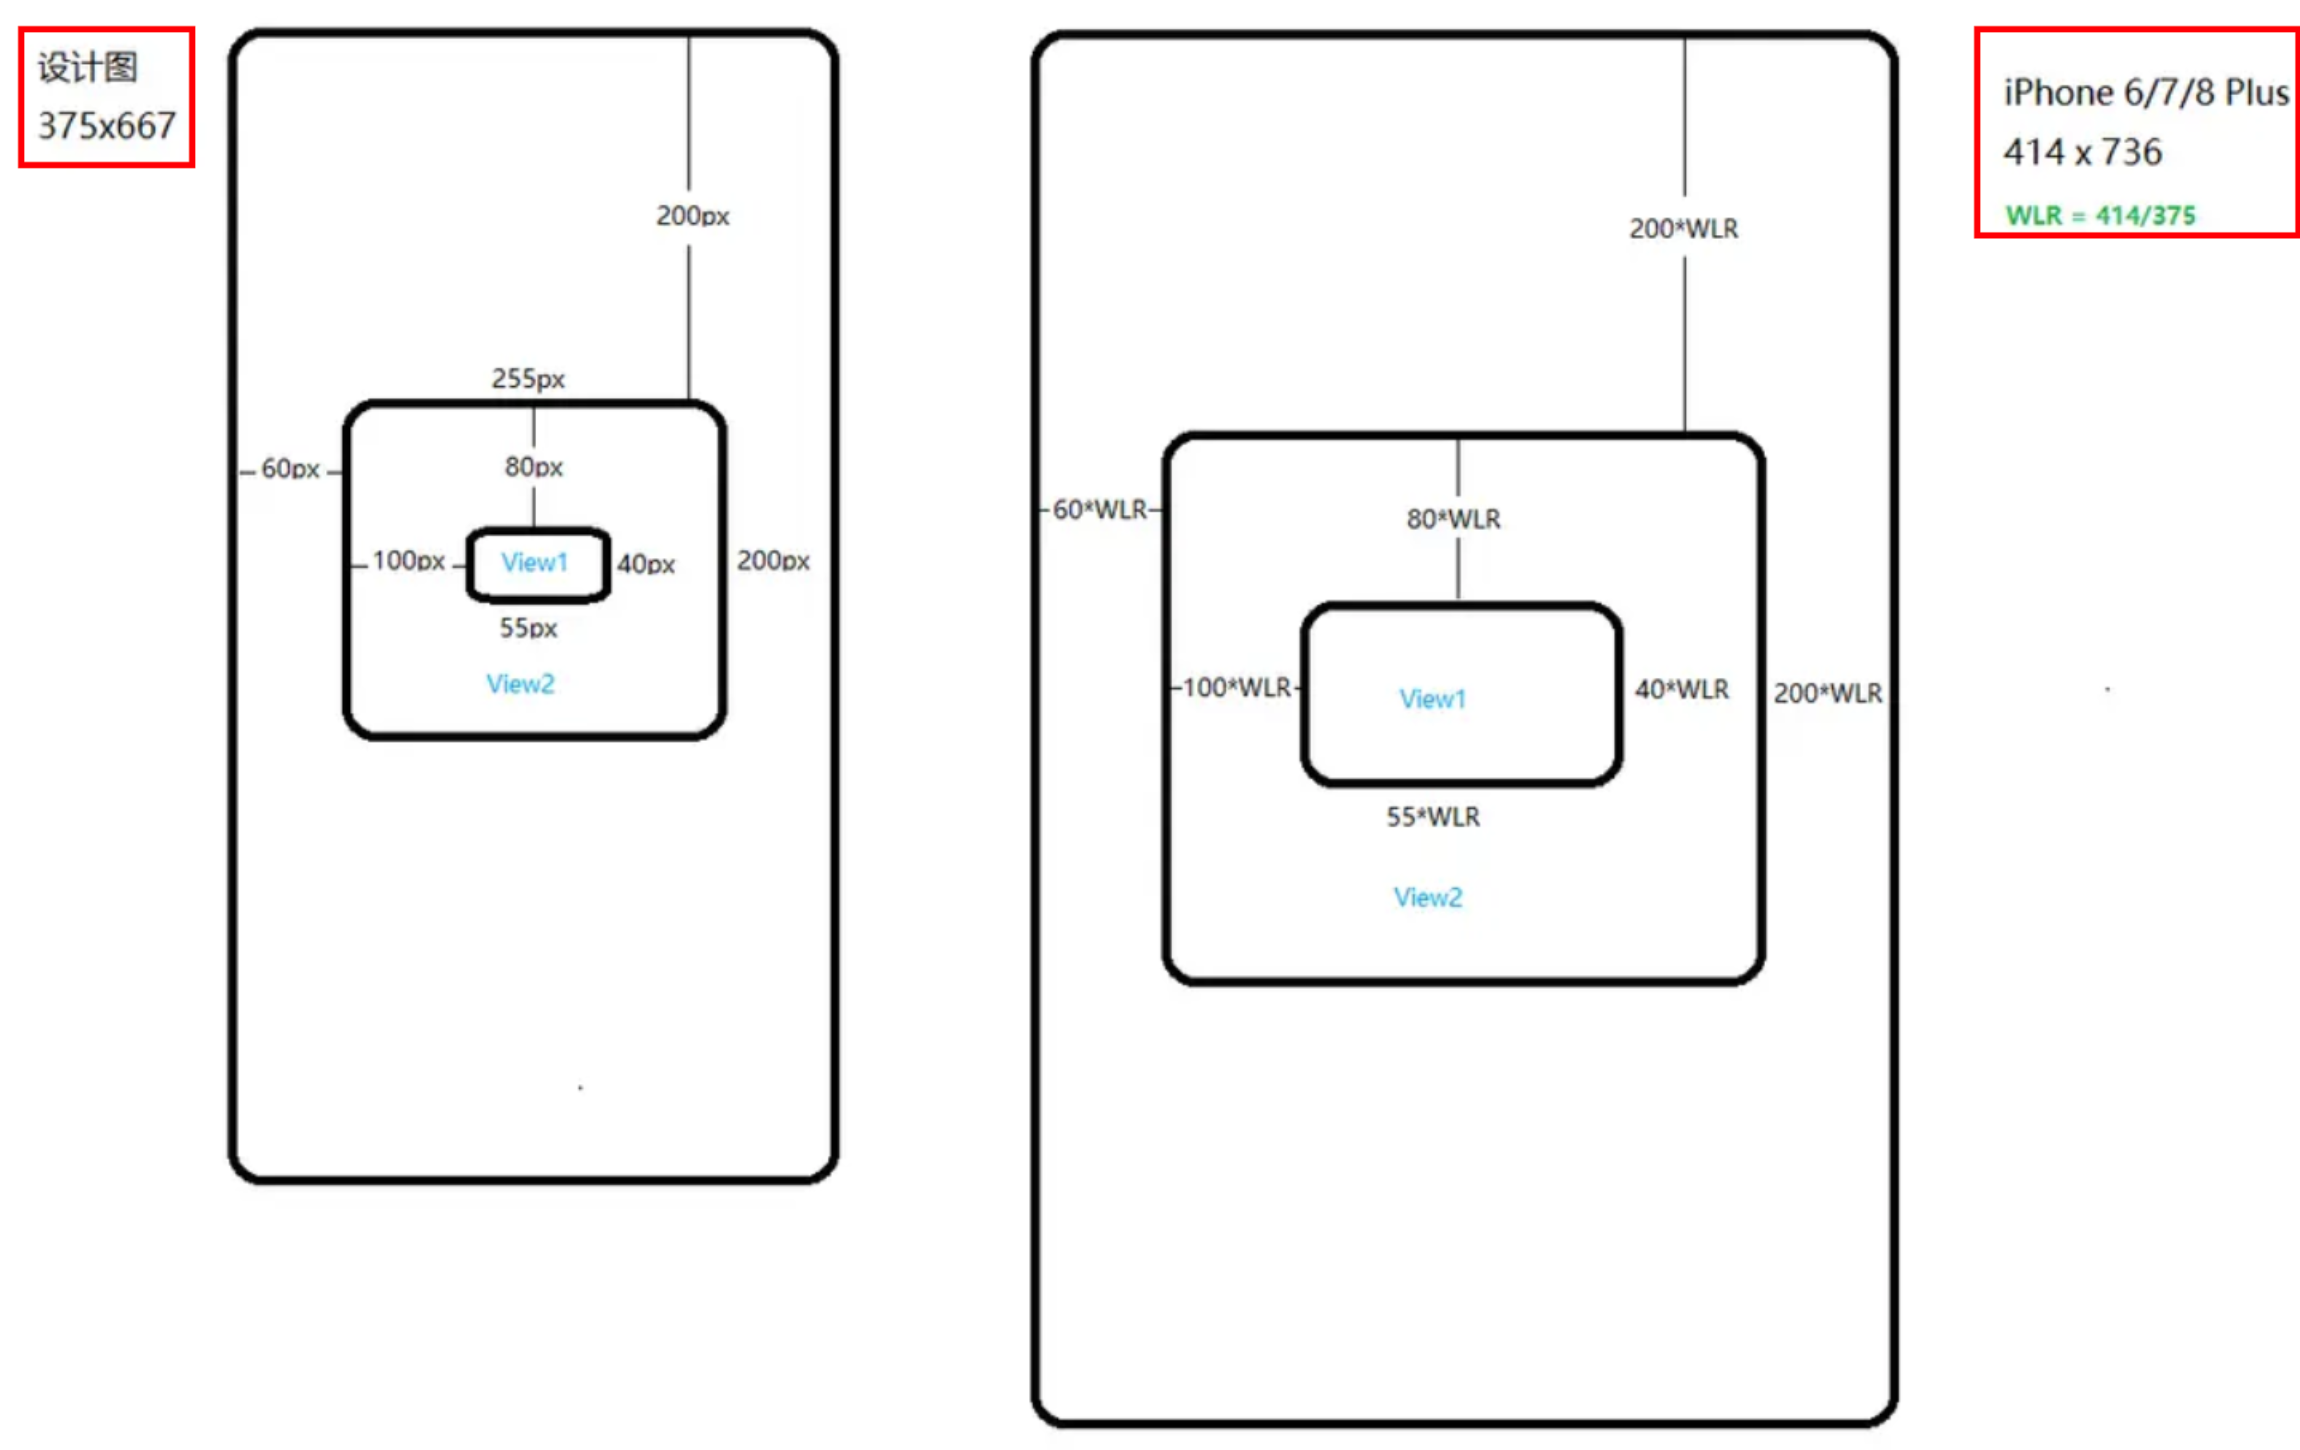 设计图
375x667
200px
255px
60px
80px
100px
View1
40px
200px
55px
View2
iPhone 6/7/8 Plus
414 x 736
WLR = 414/375
200*WLR
60*WLR
80*WLR
100*WLR
View1
40*WLR
200*WLR
55*WLR
View2